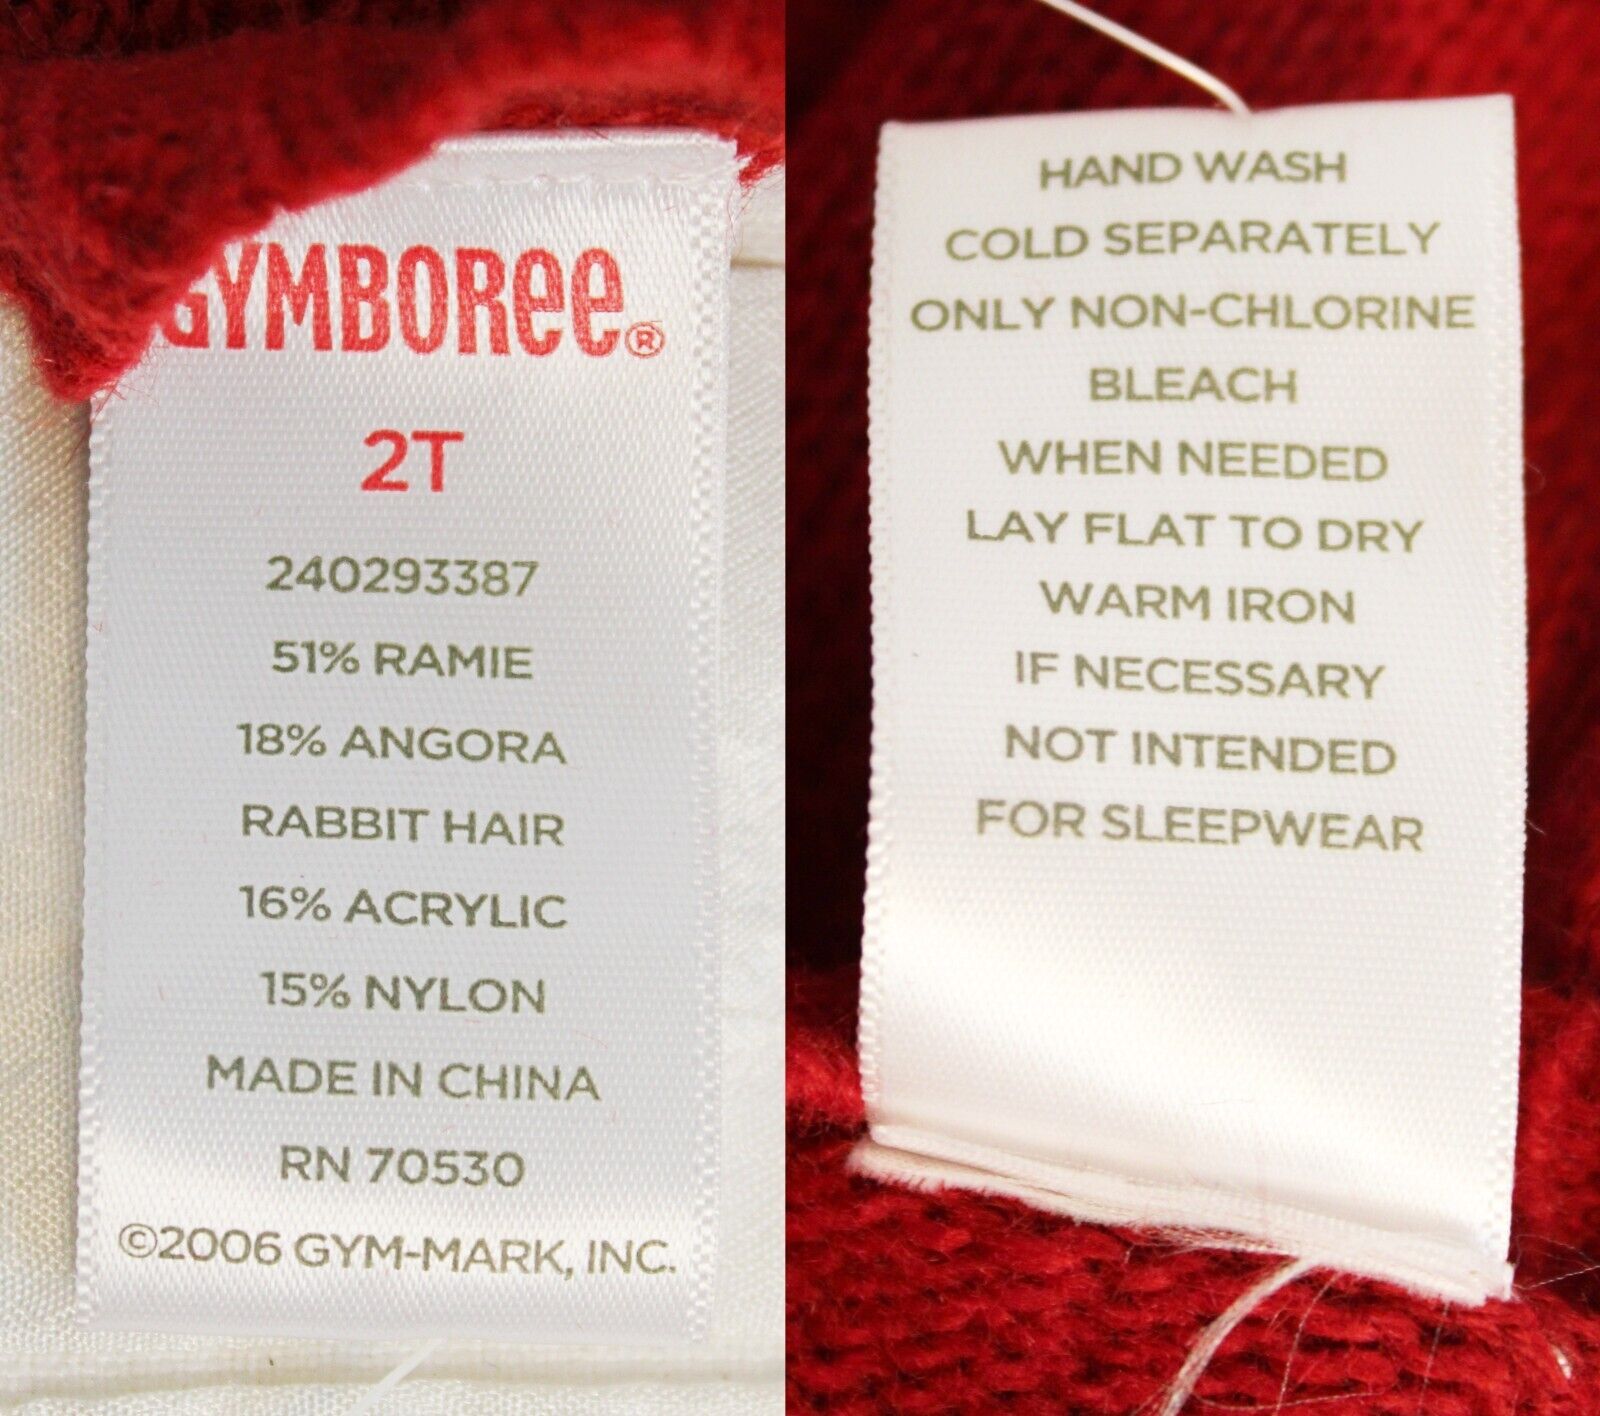 GYMBOREE®
2T
240293387
51% RAMIE
18% ANGORA
RABBIT HAIR
16% ACRYLIC
15% NYLON
MADE IN CHINA
RN 70530
©2006 GYM-MARK, INC.
HAND WASH
COLD SEPARATELY
ONLY NON-CHLORINE
BLEACH
WHEN NEEDED
LAY FLAT TO DRY
WARM IRON
IF NECESSARY
NOT INTENDED
FOR SLEEPWEAR